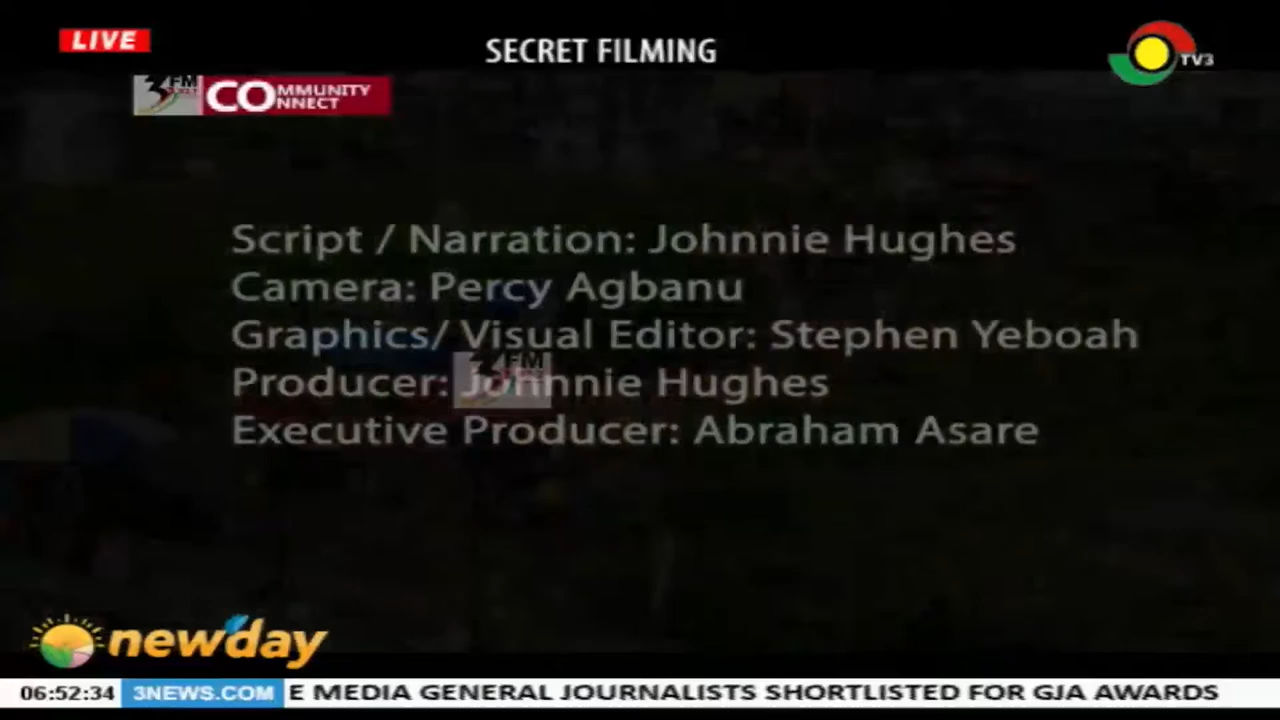 LIVE
SECRET FILMING
TV3
3FM
COMMUNITY
CONNECT
Script / Narration: Johnnie Hughes
Camera: Percy Agbanu
Graphics/ Visual Editor: Stephen Yeboah
Producer: Johnnie Hughes
3FM
Executive Producer: Abraham Asare
newday
06:52:34 3NEWS.COM E MEDIA GENERAL JOURNALISTS SHORTLISTED FOR GJA AWARDS